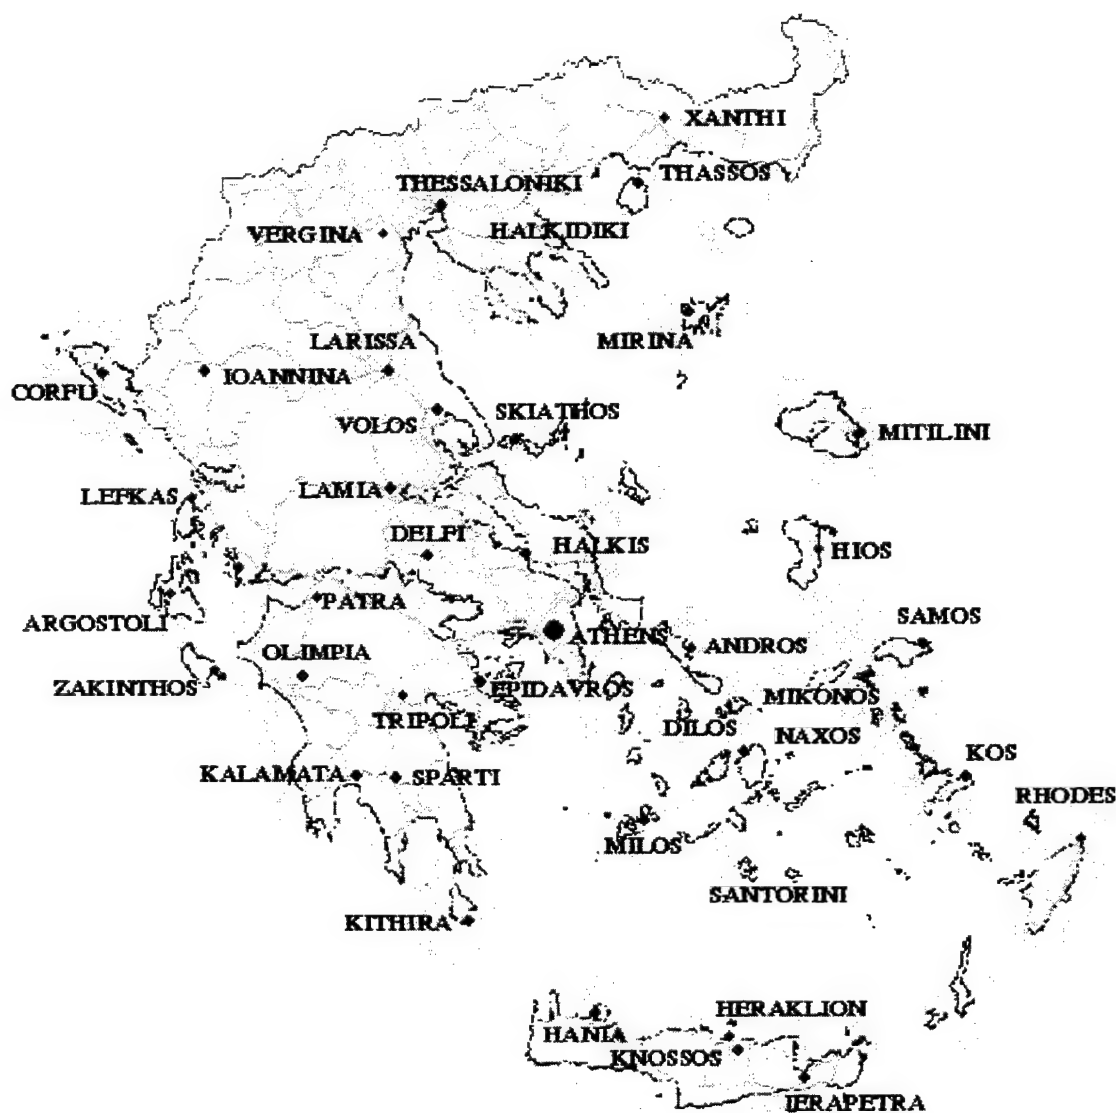 XANTHI
THASSOS
THESSALONIKI
HALKIDIKI
VERGINA
MIRINA
LARISSA
IOANNINA
CORFU
SKIATHOS
VOLOS
MITILINI
LEFKAS
LAMIA
DELFI
HALKIS
HIOS
PATRA
ARGOSTOLI
SAMOS
ATHENS
ANDROS
OLIMPIA
ZAKINTHOS
EPIDAVROS
MIKONOS
TRIPOLI
DILOS
NAXOS
KOS
KALAMATA
SPARTI
RHODES
MILOS
SANTORINI
KITHIRA
HERAKLION
HANIA
KNOSSOS
IERAPETRA